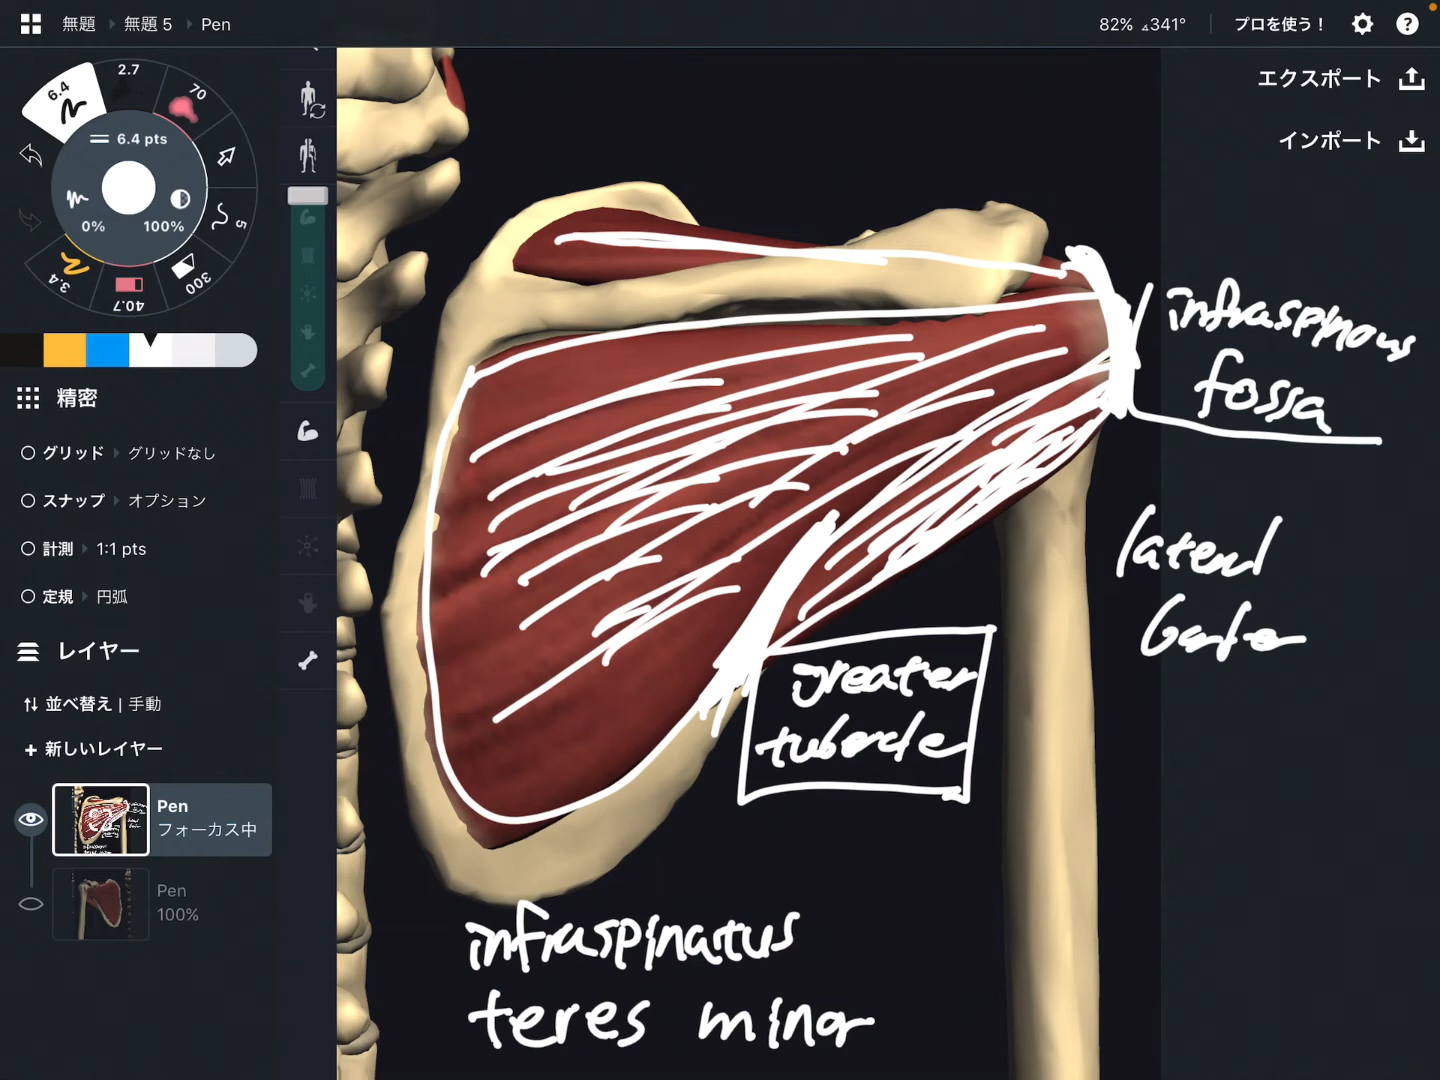 無題 無題 5 Pen
82% ⊿341°
プロを使う！
エクスポート
インポート
2.7
6.4
70
6.4 pts
0% 100%
5
3.4
40.7
300
精密
グリッド グリッドなし
スナップ オプション
計測 1:1 pts
定規 円弧
レイヤー
並べ替え | 手動
+ 新しいレイヤー
Pen
フォーカス中
Pen
100%
infraspinous
fossa
lateral
border
greater
tubercle
infraspinatus
teres minor